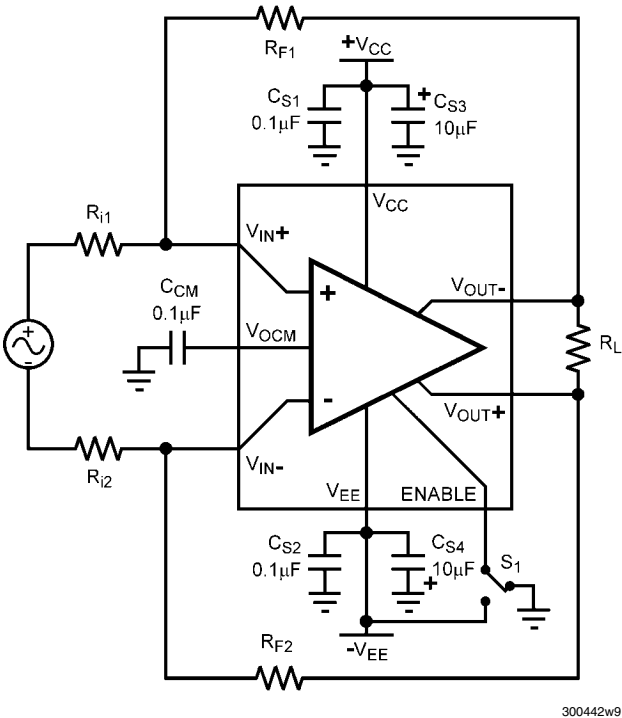 RF1
+VCC
CS1
0.1µF
+
CS3
10µF
VCC
Ri1
VIN+
+
CCM
0.1µF
VOUT-
VOCM
+
-
RL
-
VOUT+
Ri2
VIN-
VEE
ENABLE
CS2
0.1µF
CS4
10µF
+
S1
RF2
-VEE
300442w9